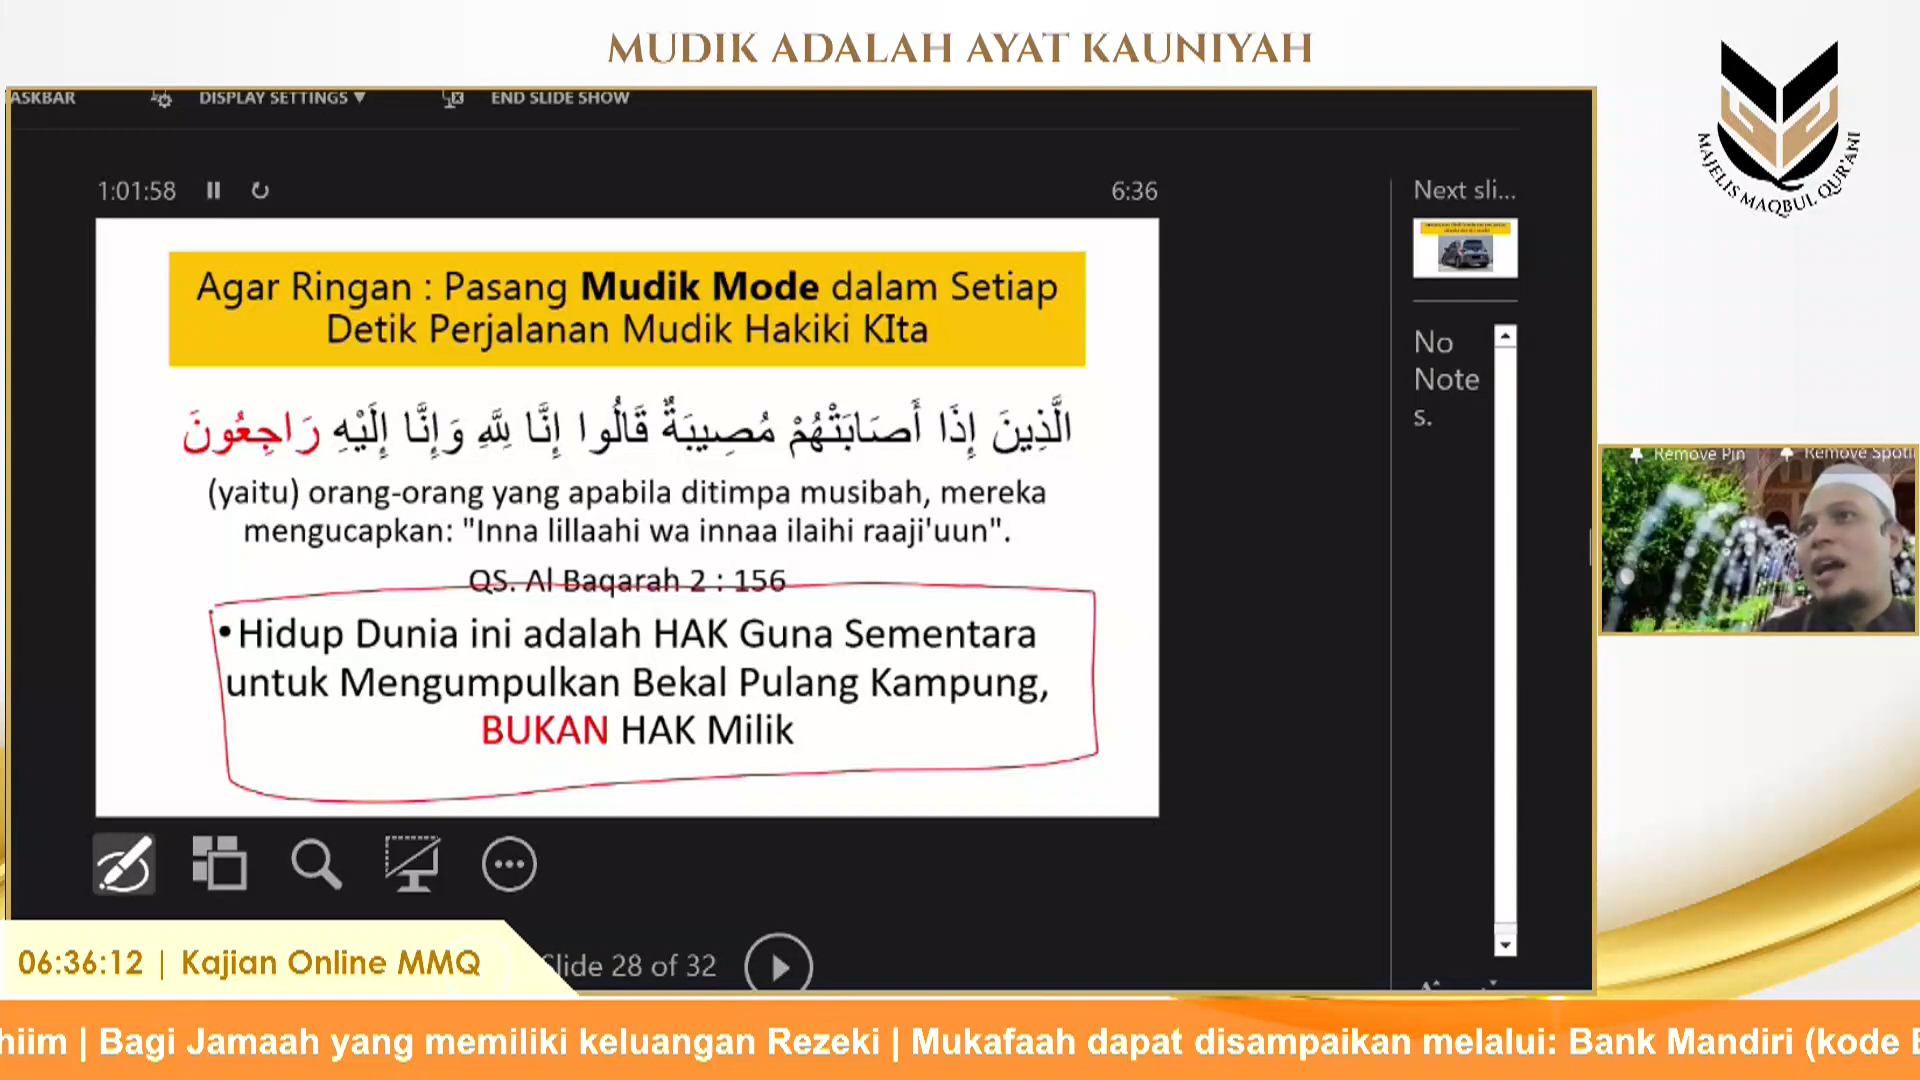 MUDIK ADALAH AYAT KAUNIYAH
MAJELIS MAQBUL QUR'ANI
ASKBAR DISPLAY SETTINGS ▼ END SLIDE SHOW
1:01:58 6:36
Next sli...
Agar Ringan : Pasang Mudik Mode dalam Setiap
Detik Perjalanan Mudik Hakiki KIta
الَّذِينَ إِذَا أَصَابَتْهُمْ مُصِيبَةٌ قَالُوا إِنَّا لِلَّهِ وَإِنَّا إِلَيْهِ رَاجِعُونَ
(yaitu) orang-orang yang apabila ditimpa musibah, mereka
mengucapkan: "Inna lillaahi wa innaa ilaihi raaji'uun".
QS. Al Baqarah 2 : 156
•Hidup Dunia ini adalah HAK Guna Sementara
untuk Mengumpulkan Bekal Pulang Kampung,
BUKAN HAK Milik
No
Note
s.
Remove Pin Remove Spotl
Slide 28 of 32
06:36:12 | Kajian Online MMQ
hiim | Bagi Jamaah yang memiliki keluangan Rezeki | Mukafaah dapat disampaikan melalui: Bank Mandiri (kode